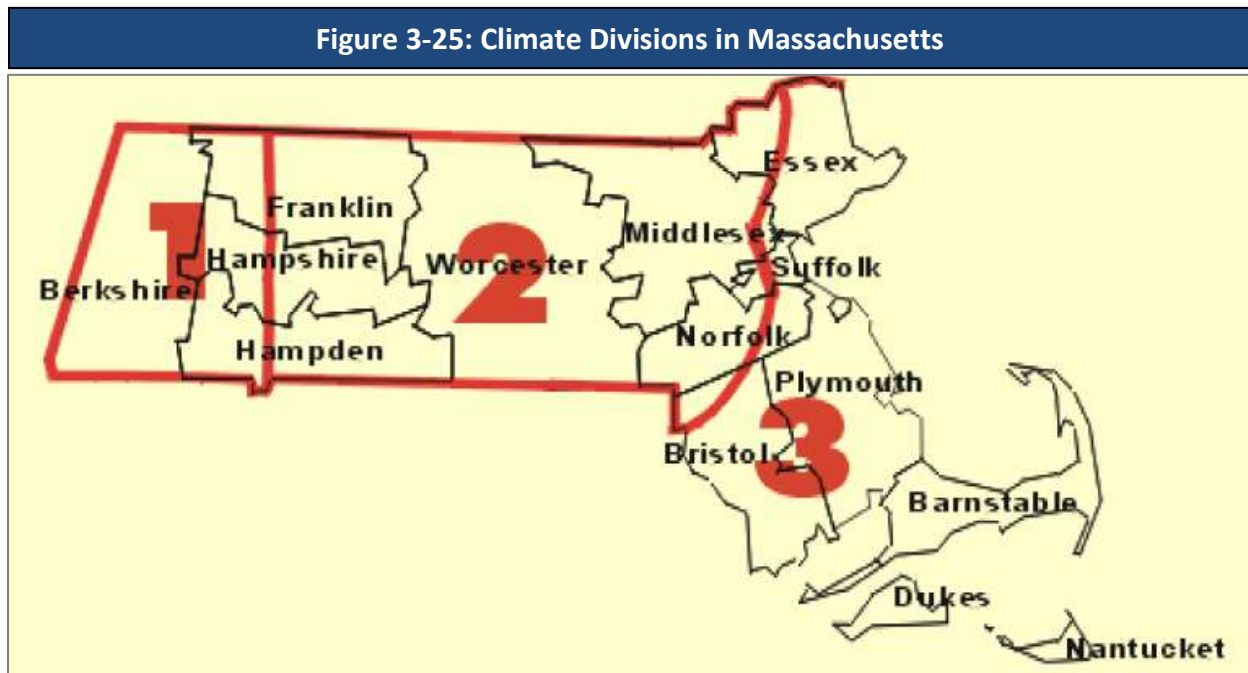 Figure 3-25: Climate Divisions in Massachusetts
Essex
Franklin
1
2
Middlesex
Hampshire
Worcester
Suffolk
Berkshire
Norfolk
Hampden
Plymouth
3
Bristol
Barnstable
Dukes
Nantucket